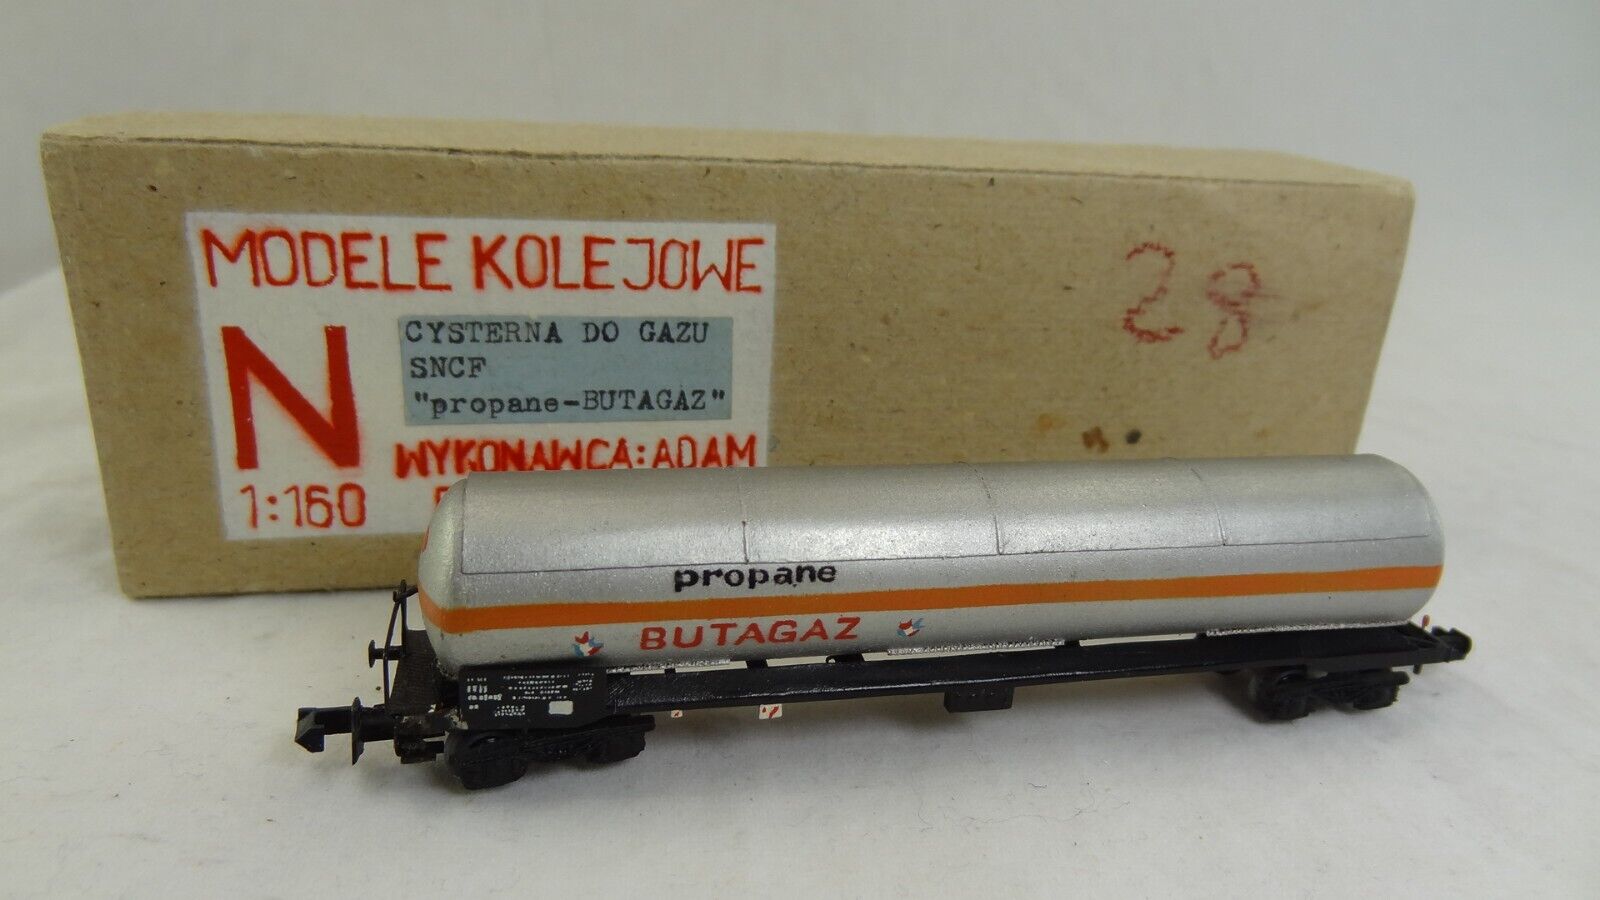 MODELE KOLEJOWE
N
CYSTERNA DO GAZU
SNCF
"propane-BUTAGAZ"
WYKONAWCA: ADAM
1:160
28
propane
BUTAGAZ